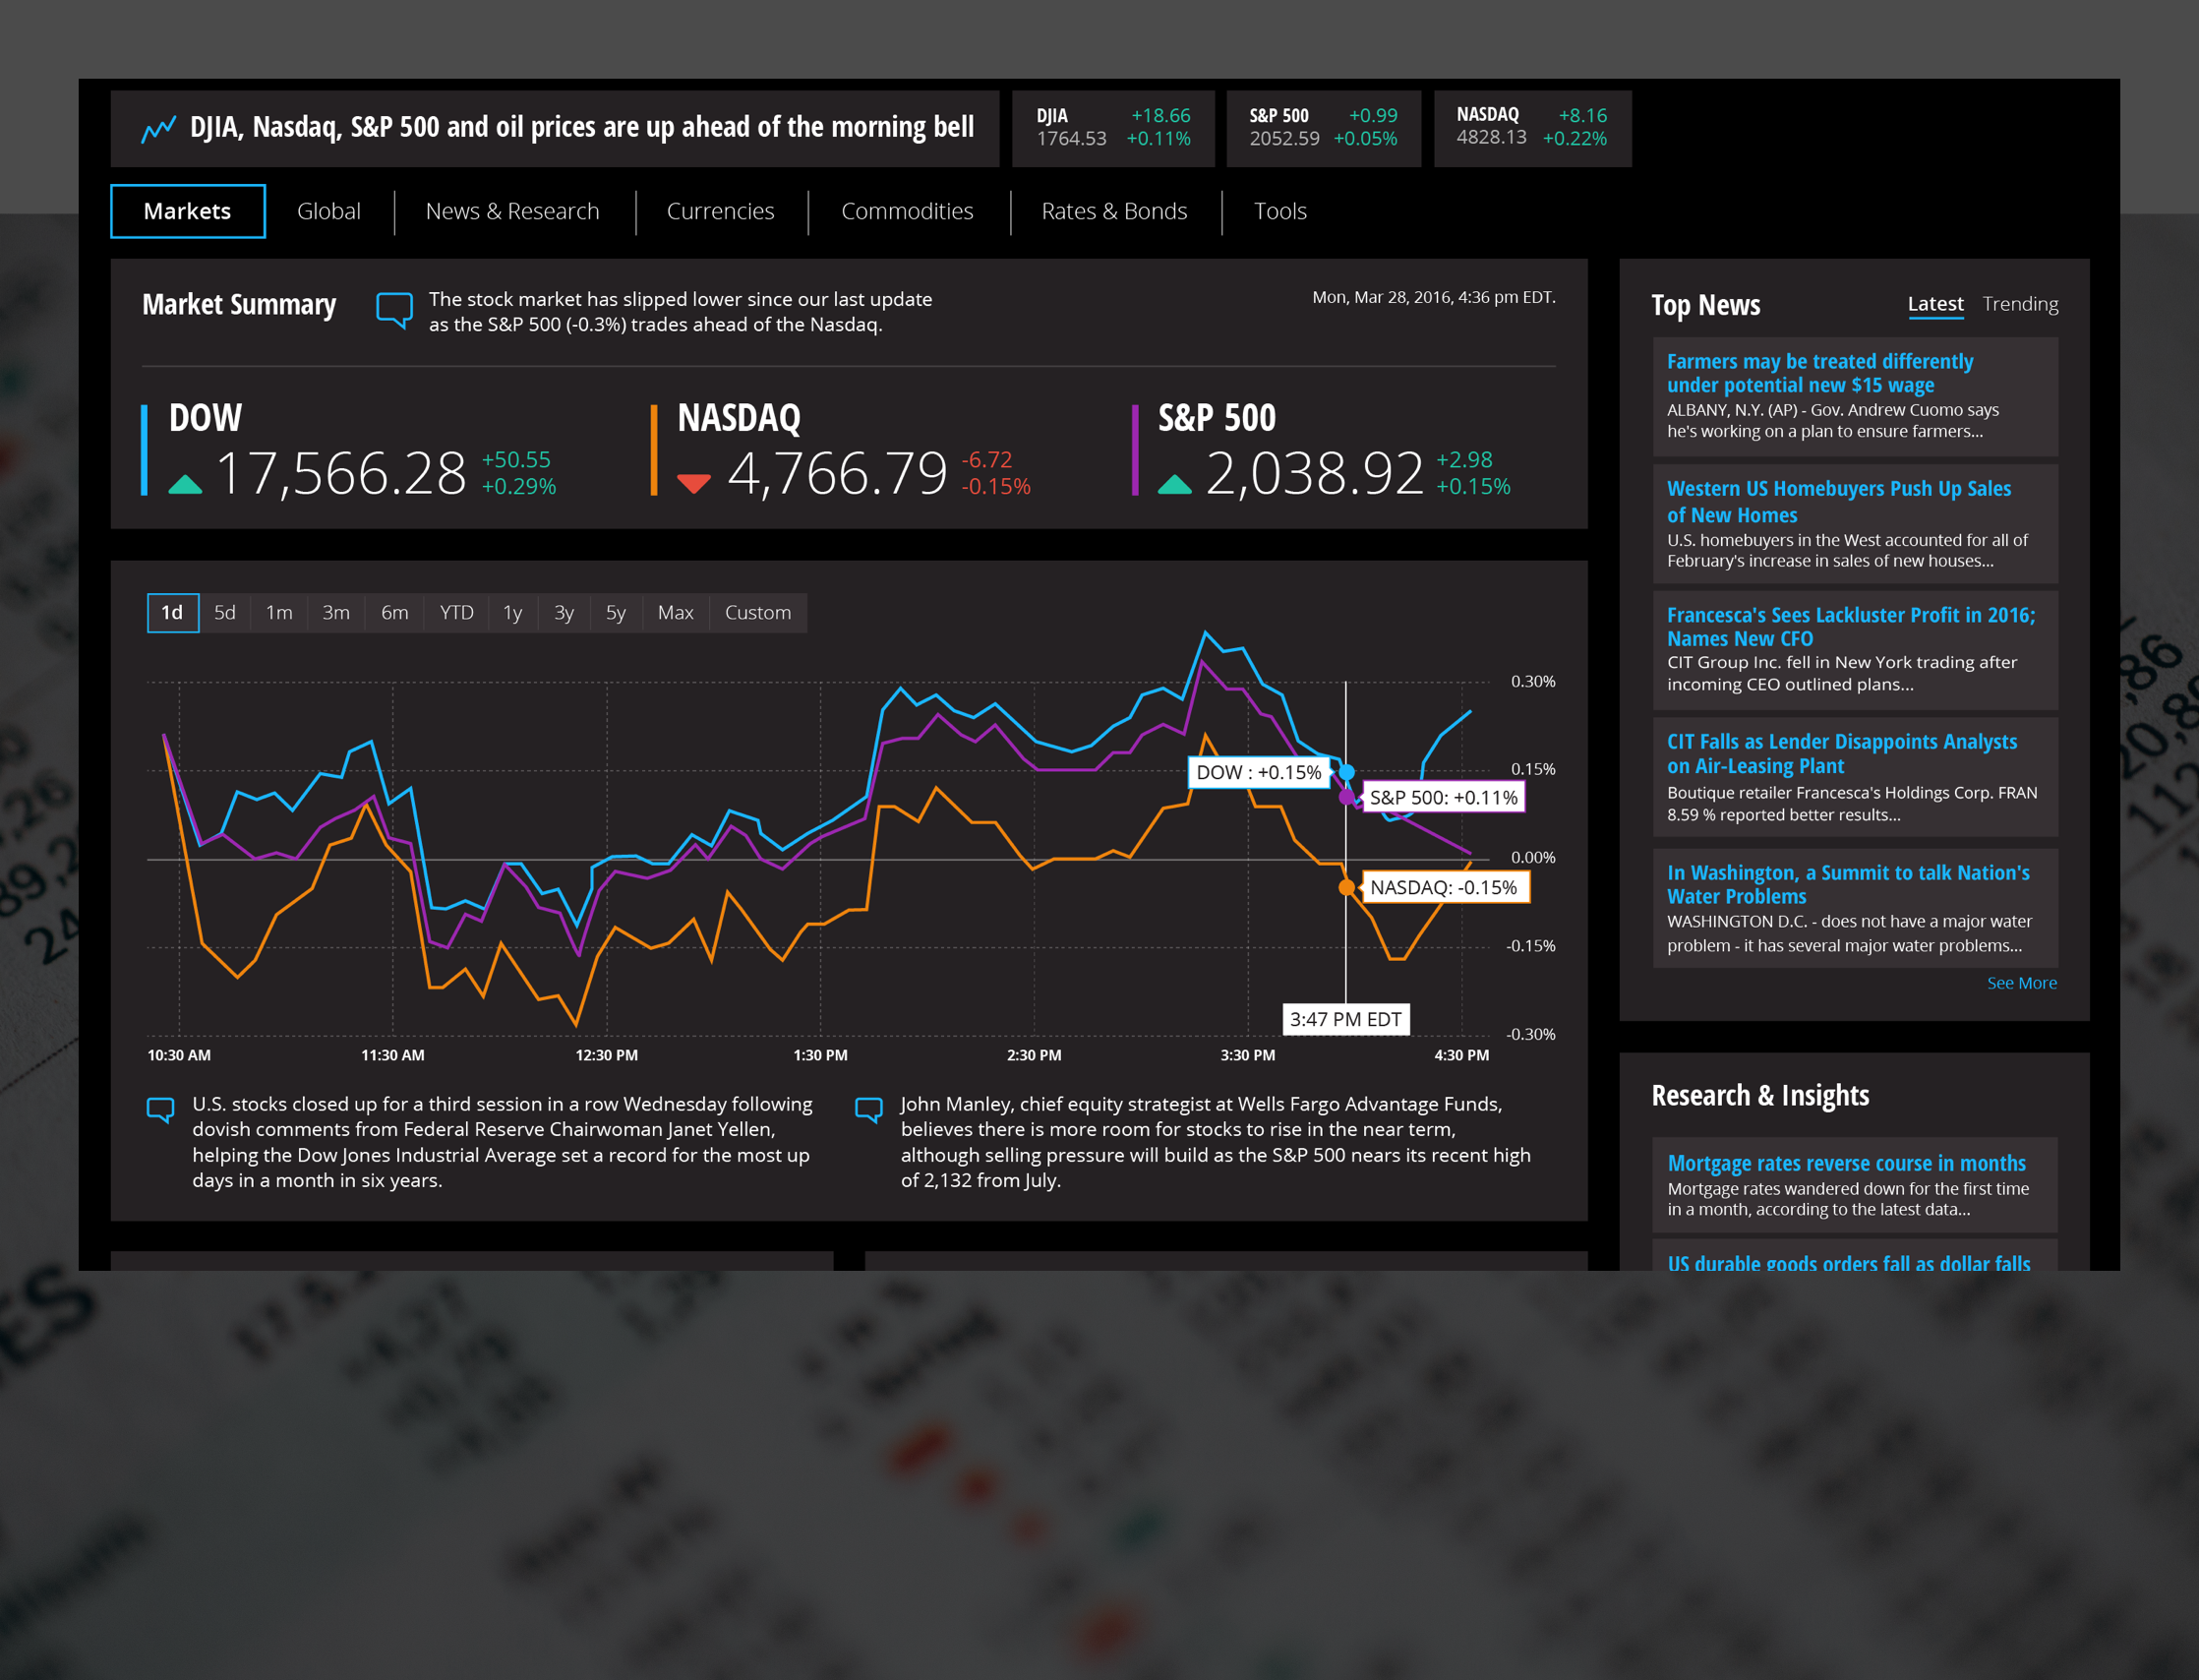 DJIA, Nasdaq, S&P 500 and oil prices are up ahead of the morning bell
DJIA +18.66
1764.53 +0.11%
S&P 500 +0.99
2052.59 +0.05%
NASDAQ +8.16
4828.13 +0.22%
Markets Global News & Research Currencies Commodities Rates & Bonds Tools
Market Summary
The stock market has slipped lower since our last update
as the S&P 500 (-0.3%) trades ahead of the Nasdaq.
Mon, Mar 28, 2016, 4:36 pm EDT.
DOW
17,566.28
+50.55
+0.29%
NASDAQ
4,766.79
-6.72
-0.15%
S&P 500
2,038.92
+2.98
+0.15%
1d 5d 1m 3m 6m YTD 1y 3y 5y Max Custom
0.30%
0.15%
0.00%
-0.15%
-0.30%
DOW : +0.15%
S&P 500: +0.11%
NASDAQ: -0.15%
3:47 PM EDT
10:30 AM 11:30 AM 12:30 PM 1:30 PM 2:30 PM 3:30 PM 4:30 PM
U.S. stocks closed up for a third session in a row Wednesday following
dovish comments from Federal Reserve Chairwoman Janet Yellen,
helping the Dow Jones Industrial Average set a record for the most up
days in a month in six years.
John Manley, chief equity strategist at Wells Fargo Advantage Funds,
believes there is more room for stocks to rise in the near term,
although selling pressure will build as the S&P 500 nears its recent high
of 2,132 from July.
Top News Latest Trending
Farmers may be treated differently
under potential new $15 wage
ALBANY, N.Y. (AP) - Gov. Andrew Cuomo says
he's working on a plan to ensure farmers...
Western US Homebuyers Push Up Sales
of New Homes
U.S. homebuyers in the West accounted for all of
February's increase in sales of new houses...
Francesca's Sees Lackluster Profit in 2016;
Names New CFO
CIT Group Inc. fell in New York trading after
incoming CEO outlined plans...
CIT Falls as Lender Disappoints Analysts
on Air-Leasing Plant
Boutique retailer Francesca's Holdings Corp. FRAN
8.59 % reported better results...
In Washington, a Summit to talk Nation's
Water Problems
WASHINGTON D.C. - does not have a major water
problem - it has several major water problems...
See More
Research & Insights
Mortgage rates reverse course in months
Mortgage rates wandered down for the first time
in a month, according to the latest data...
US durable goods orders fall as dollar falls